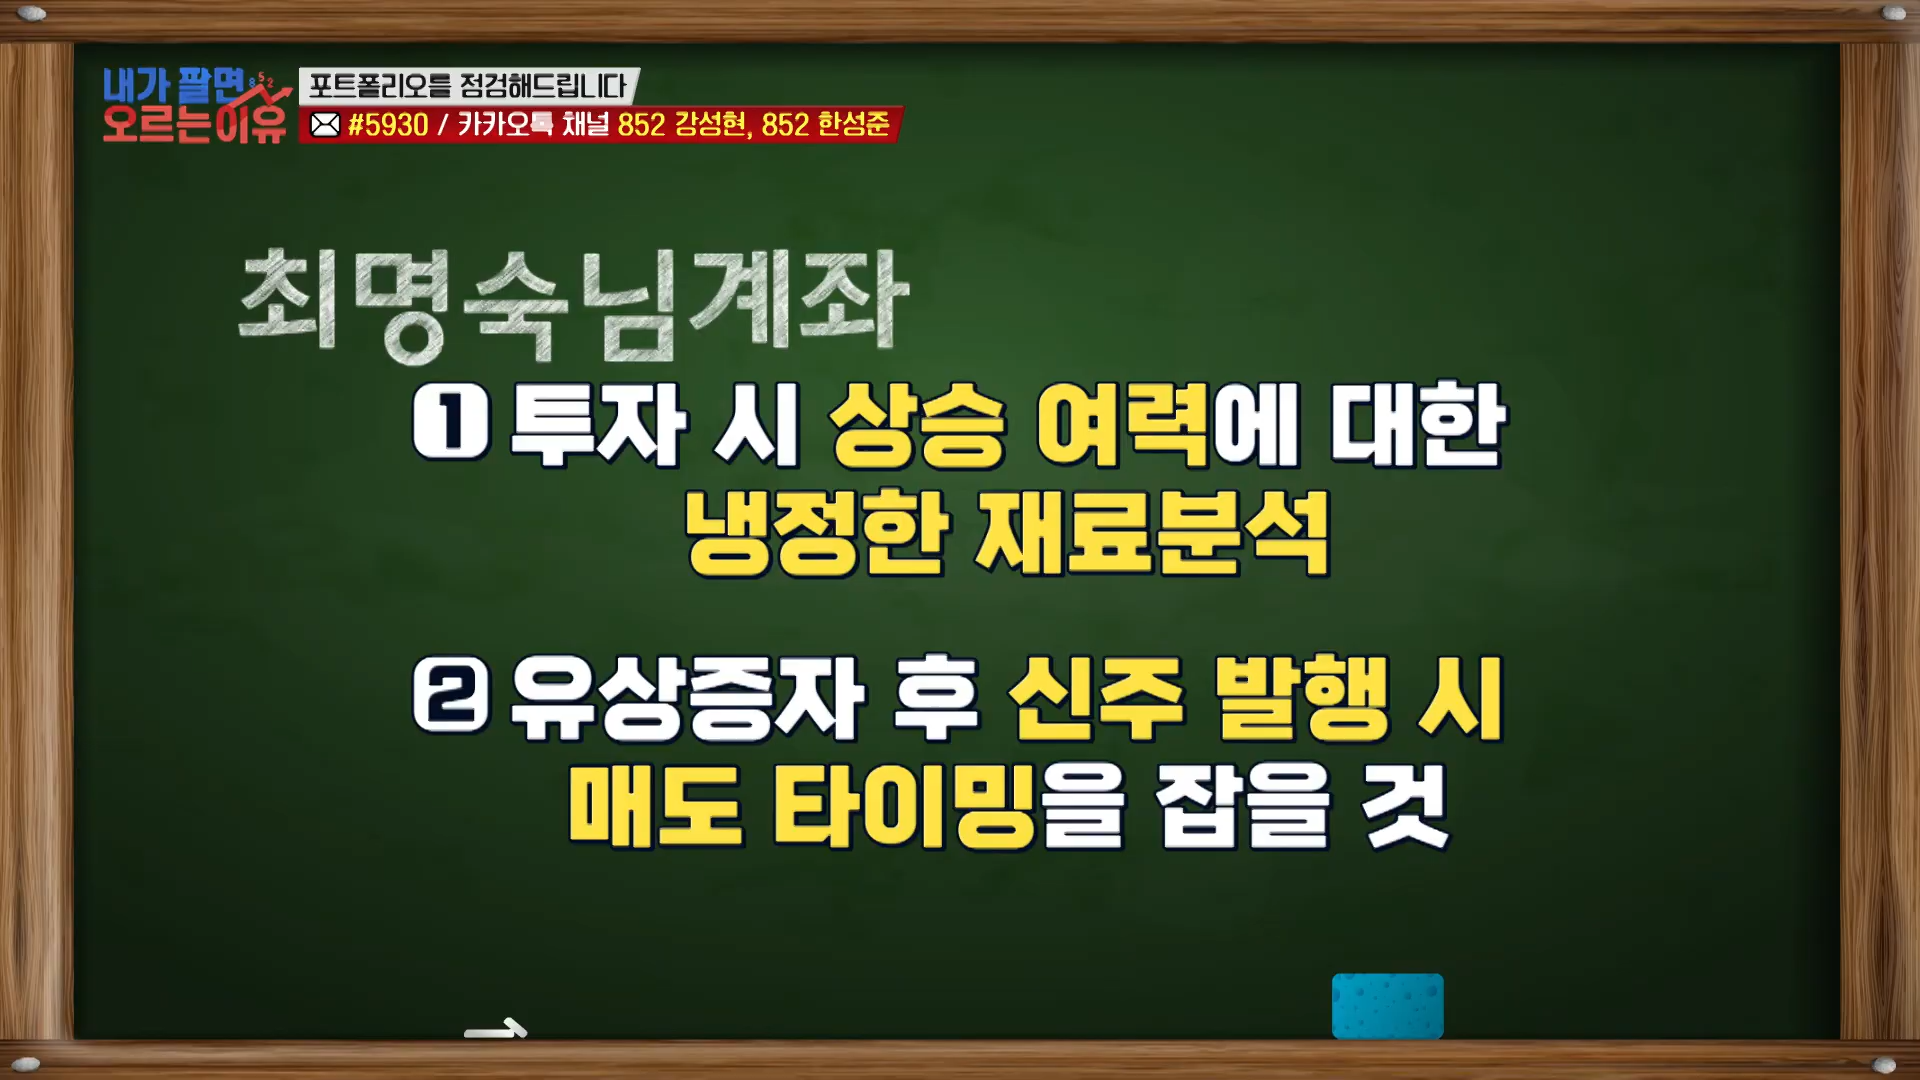 내가 팔면 852
오르는 이유
포트폴리오를 점검해드립니다
#5930 / 카카오톡 채널 852 강성현, 852 한성준
최명숙님계좌
1 투자 시 상승 여력에 대한
냉정한 재료분석
2 유상증자 후 신주 발행 시
매도 타이밍을 잡을 것